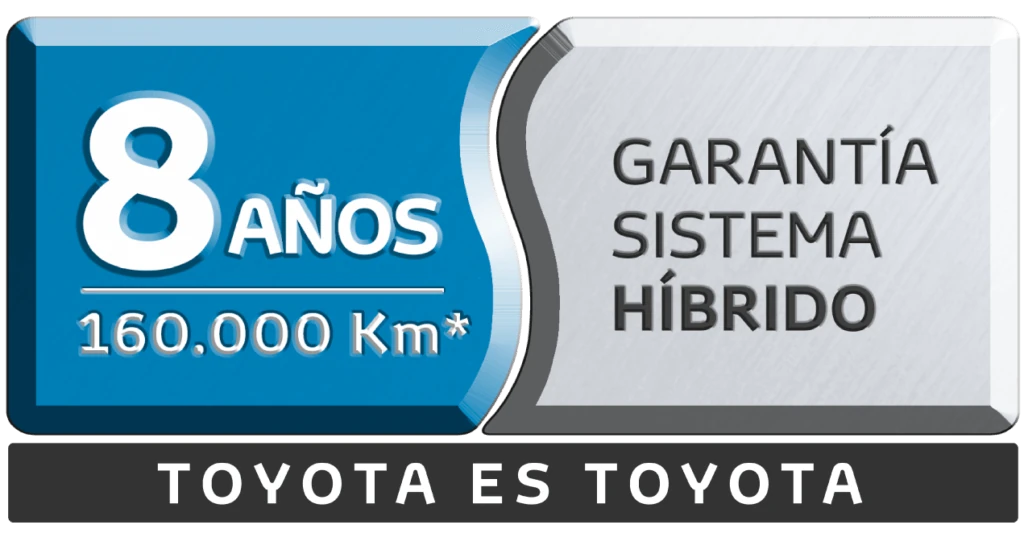 8 AÑOS
160.000 Km*
GARANTÍA
SISTEMA
HÍBRIDO
TOYOTA ES TOYOTA